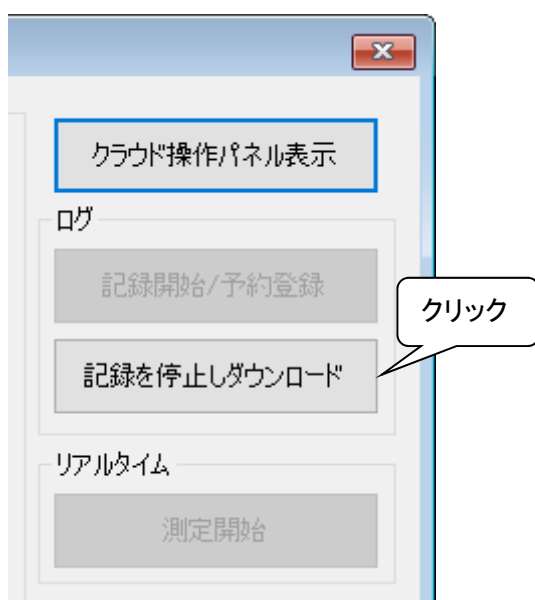 クラウド操作パネル表示
ログ
記録開始/予約登録
クリック
記録を停止しダウンロード
リアルタイム
測定開始